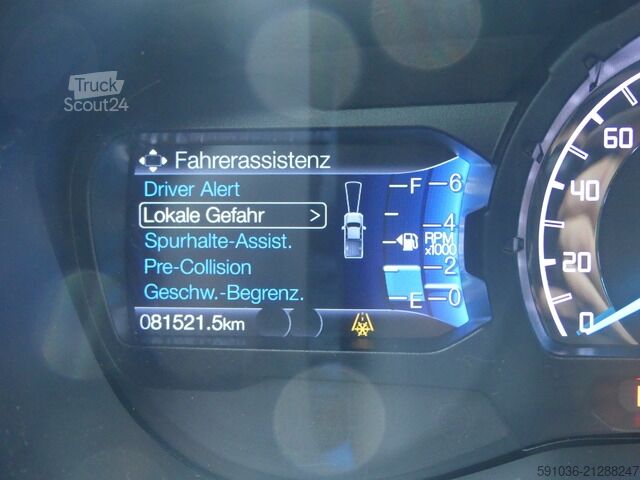 Truck
Scout24
Fahrerassistenz
Driver Alert
Lokale Gefahr >
Spurhalte-Assist.
Pre-Collision
Geschw.-Begrenz.
081521.5km
F
E
6
4
RPM
x1000
2
0
60
40
20
0
591036-21288247